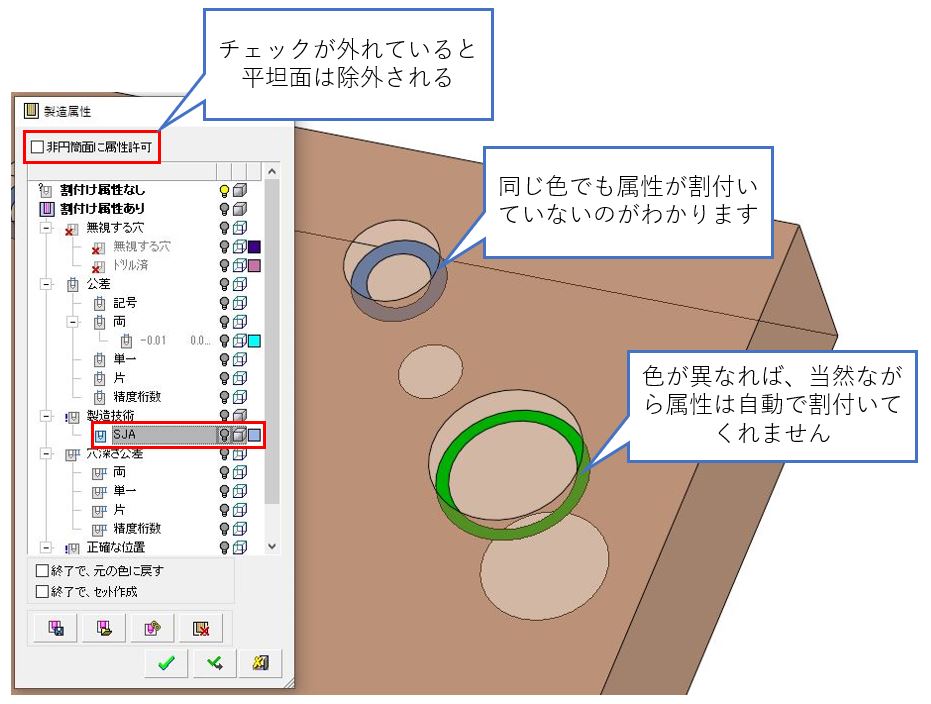 チェックが外れていると
平坦面は除外される
製造属性
非円筒面に属性許可
同じ色でも属性が割付い
ていないのがわかります
割付け属性なし
割付け属性あり
無視する穴
無視する穴
ドリル済
公差
記号
両
-0.01 0.0...
単一
片
精度桁数
製造技術
SJA
穴深さ公差
両
単一
片
精度桁数
正確な位置
色が異なれば、当然なが
ら属性は自動で割付いて
くれません
終了で、元の色に戻す
終了で、セット作成